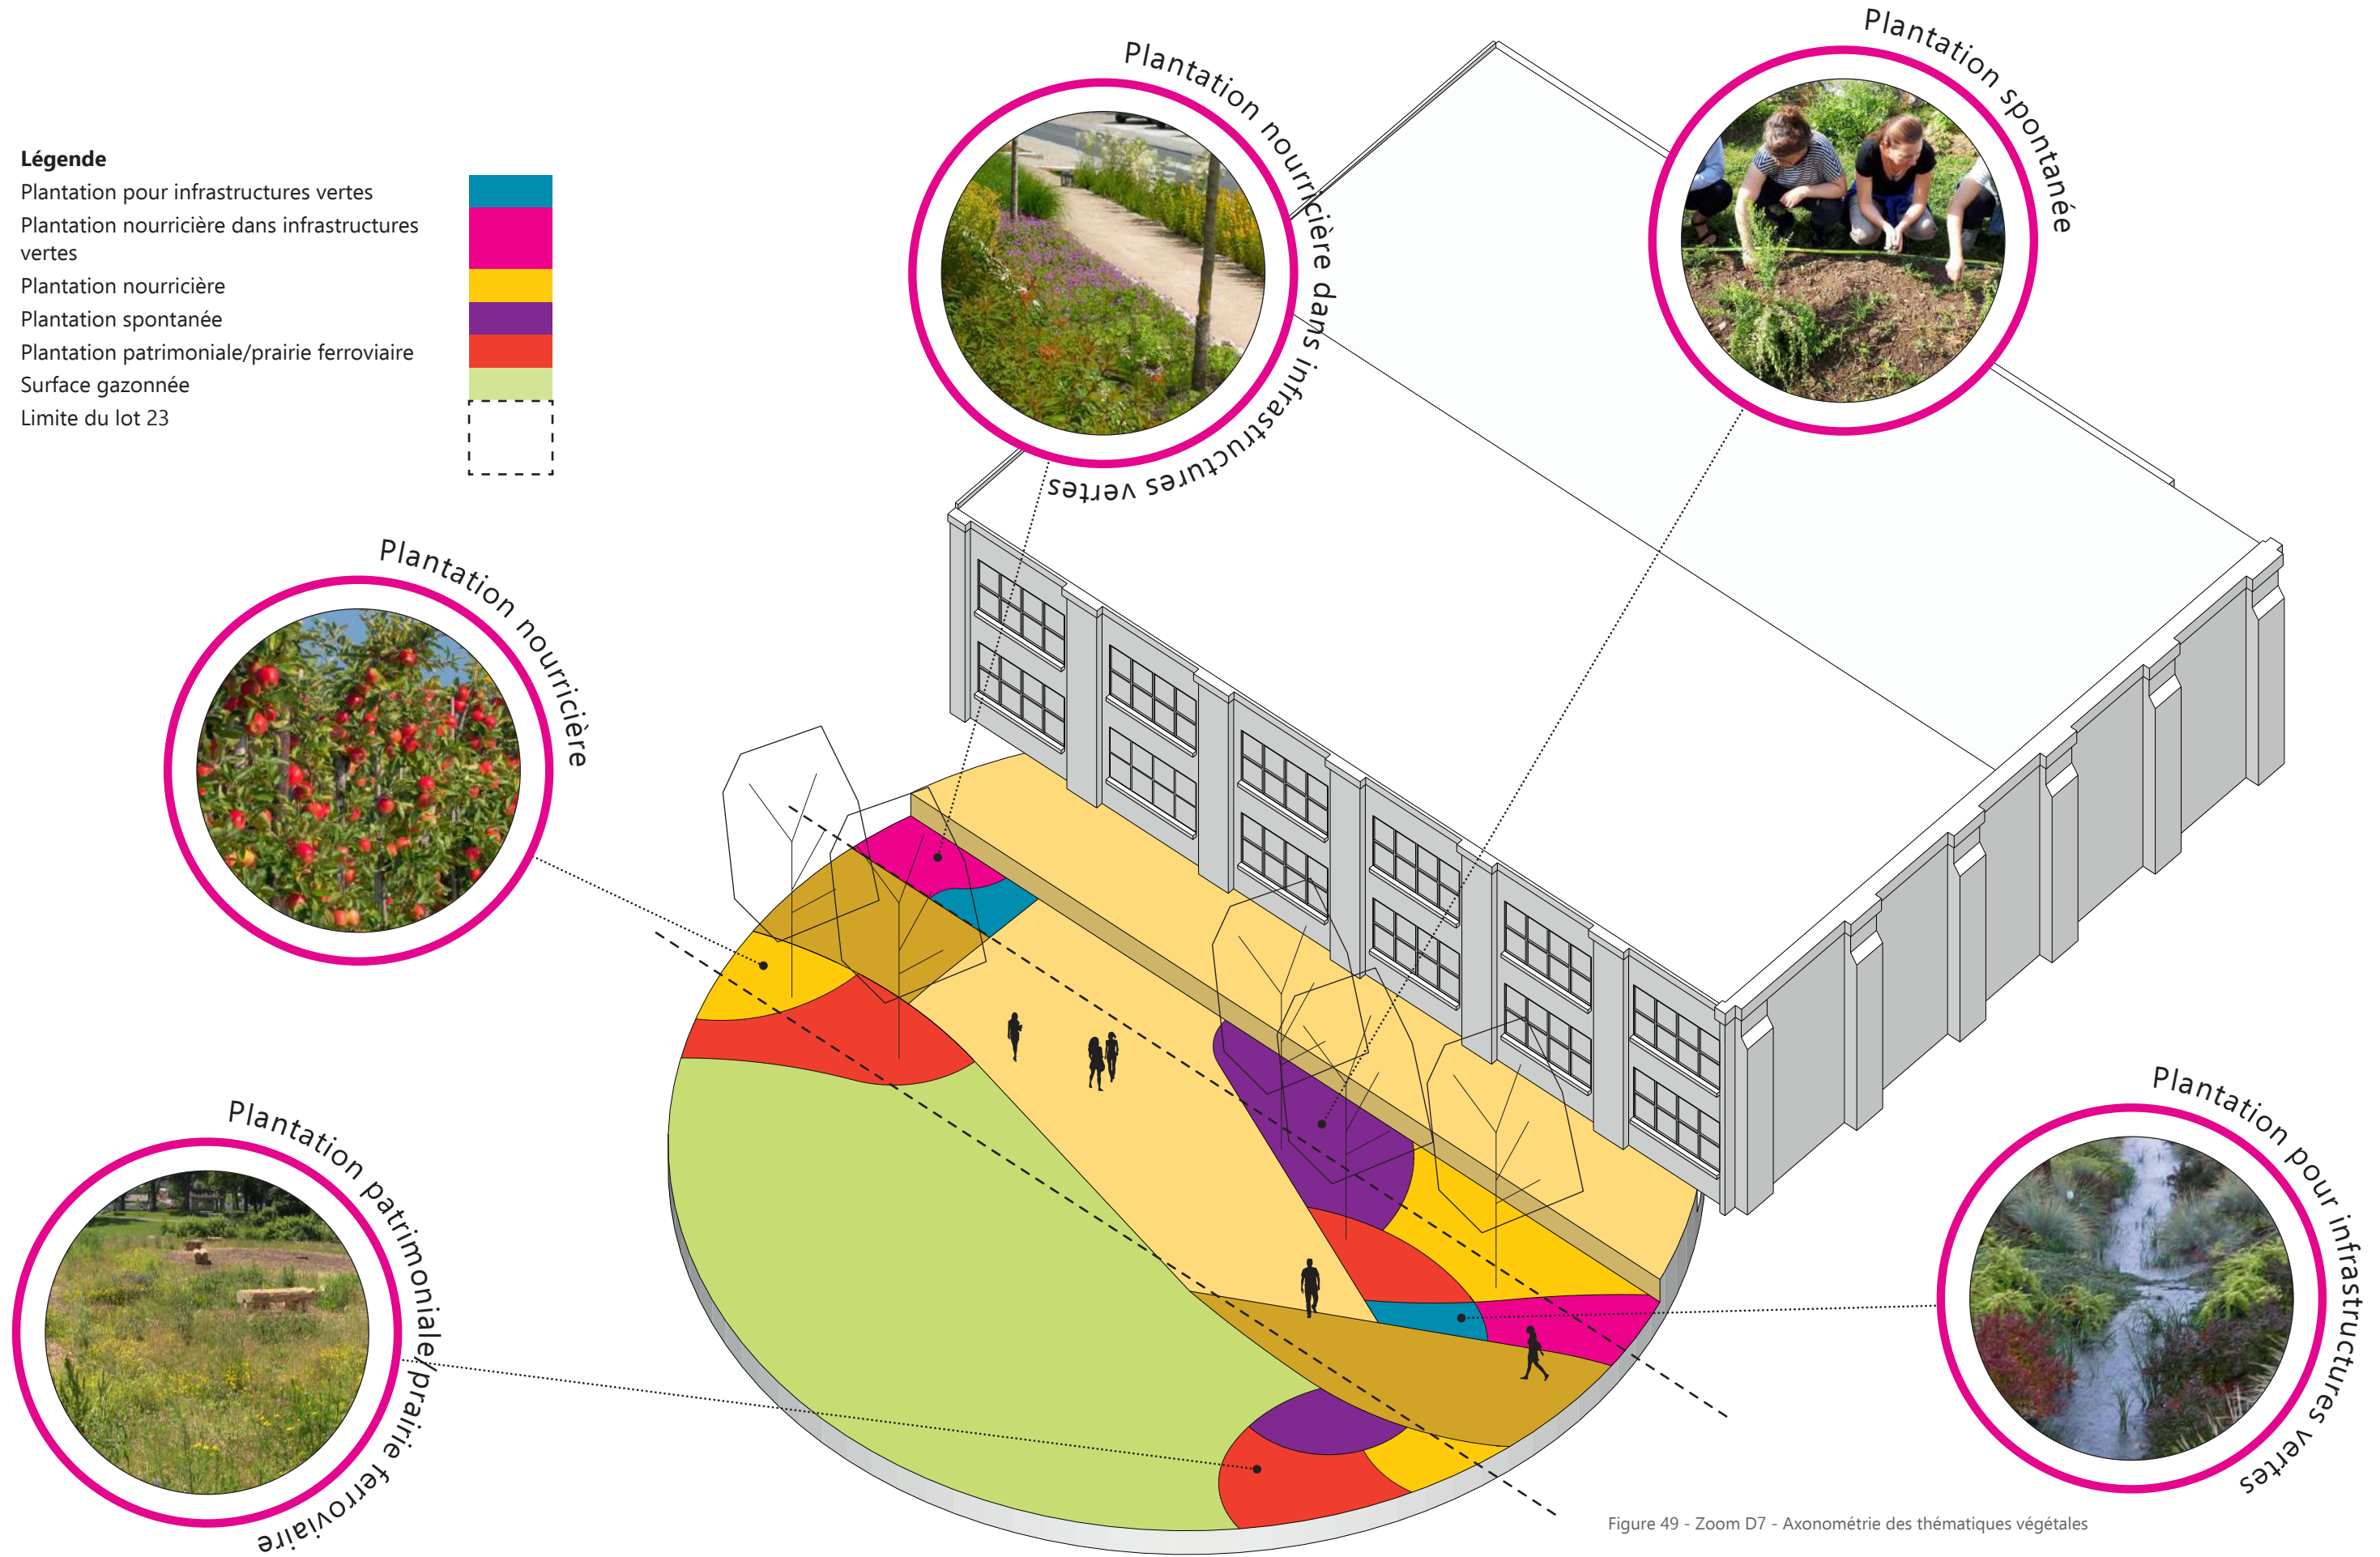 Légende
Plantation pour infrastructures vertes
Plantation nourricière dans infrastructures
vertes
Plantation nourricière
Plantation spontanée
Plantation patrimoniale/prairie ferroviaire
Surface gazonnée
Limite du lot 23
Plantation nourricière dans infrastructures vertes
Plantation spontanée
Plantation nourricière
Plantation patrimoniale/prairie ferroviaire
Plantation pour infrastructures vertes
Figure 49 - Zoom D7 - Axonométrie des thématiques végétales